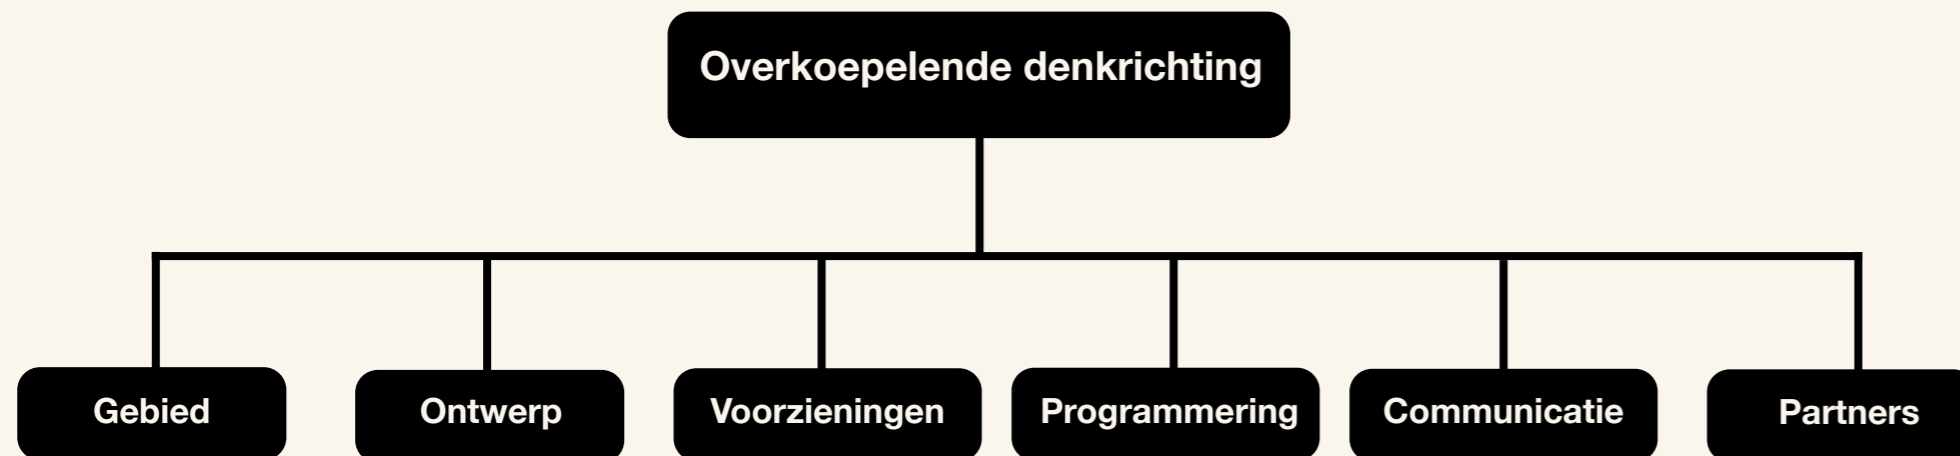 Overkoepelende denkrichting
Gebied
Ontwerp
Voorzieningen
Programmering
Communicatie
Partners